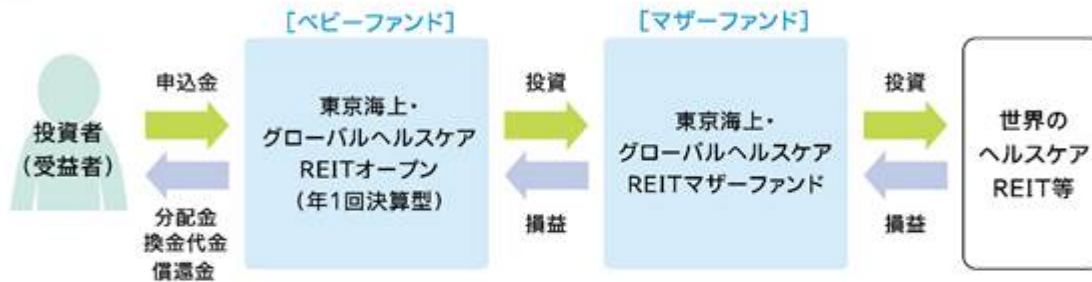 [ベビーファンド]
[マザーファンド]
投資者
(受益者)
申込金
分配金
換金代金
償還金
東京海上・
グローバルヘルスケア
REITオープン
(年1回決算型)
投資
損益
東京海上・
グローバルヘルスケア
REITマザーファンド
投資
損益
世界の
ヘルスケア
REIT等